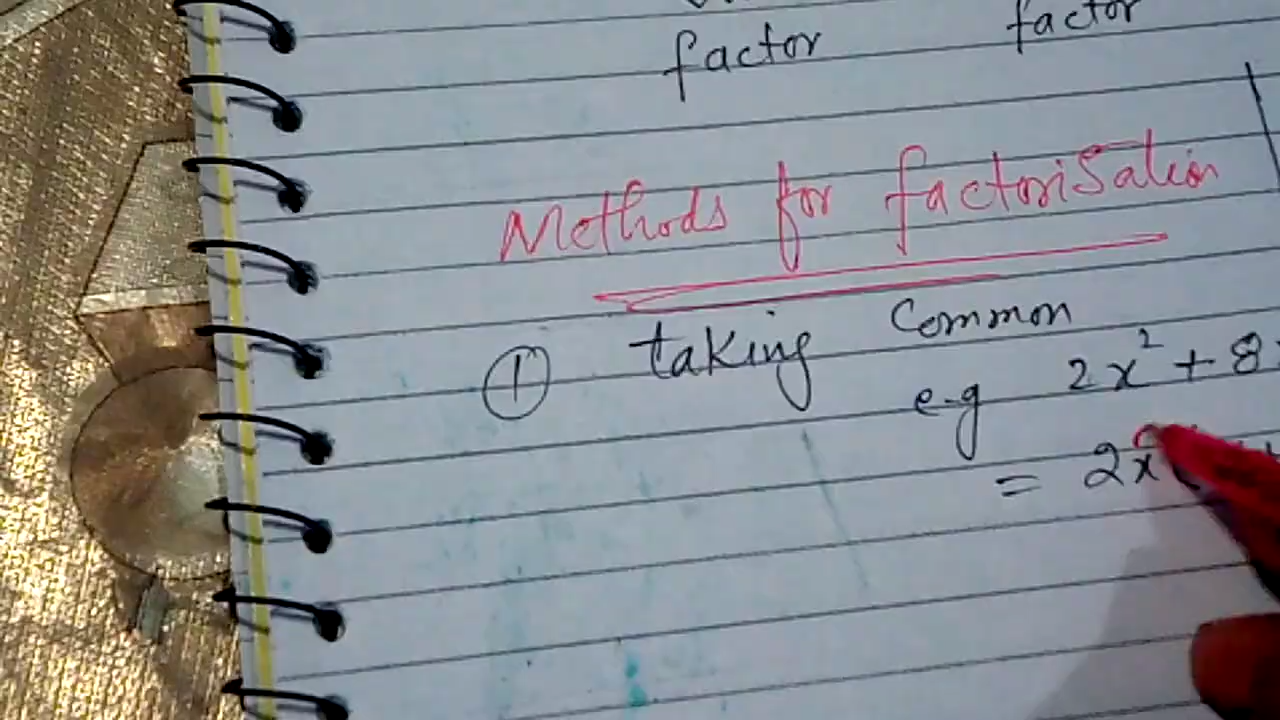 factor factor
Methods for factorisation
① taking Common
e.g 2x² + 8
= 2x(